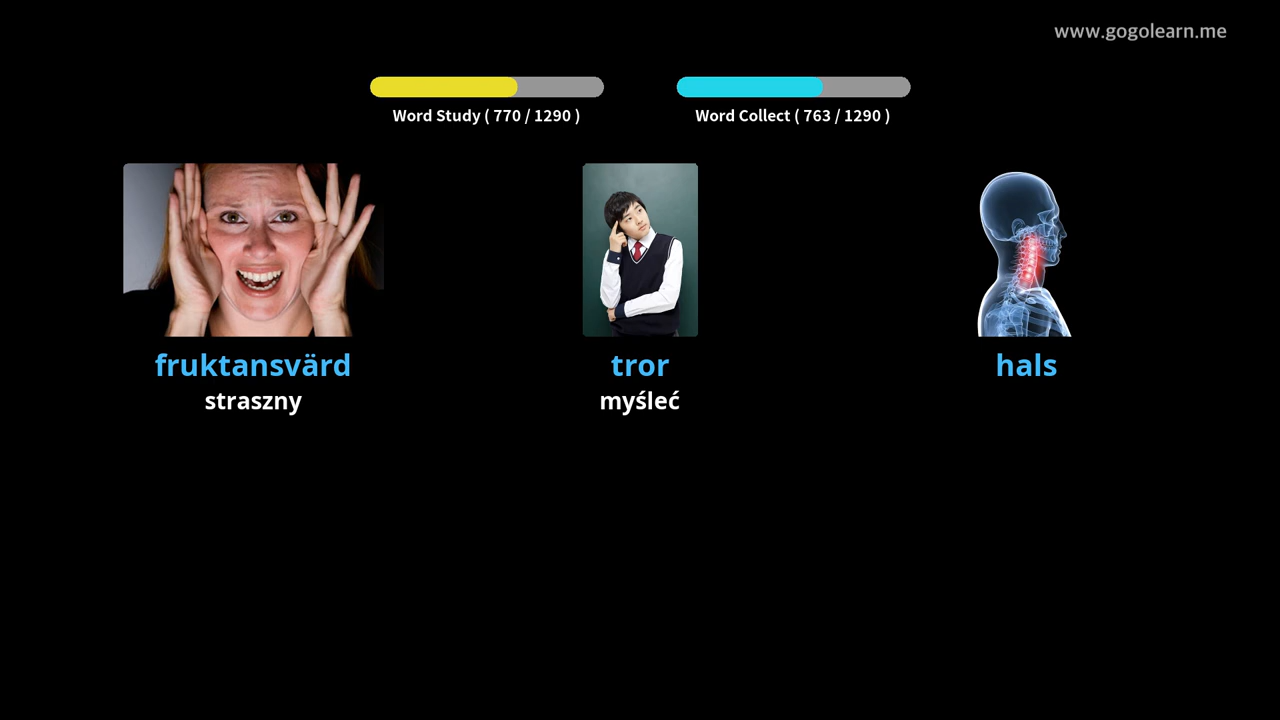 www.gogolearn.me
Word Study ( 770 / 1290 )
Word Collect ( 763 / 1290 )
fruktansvärd
straszny
tror
myśleć
hals